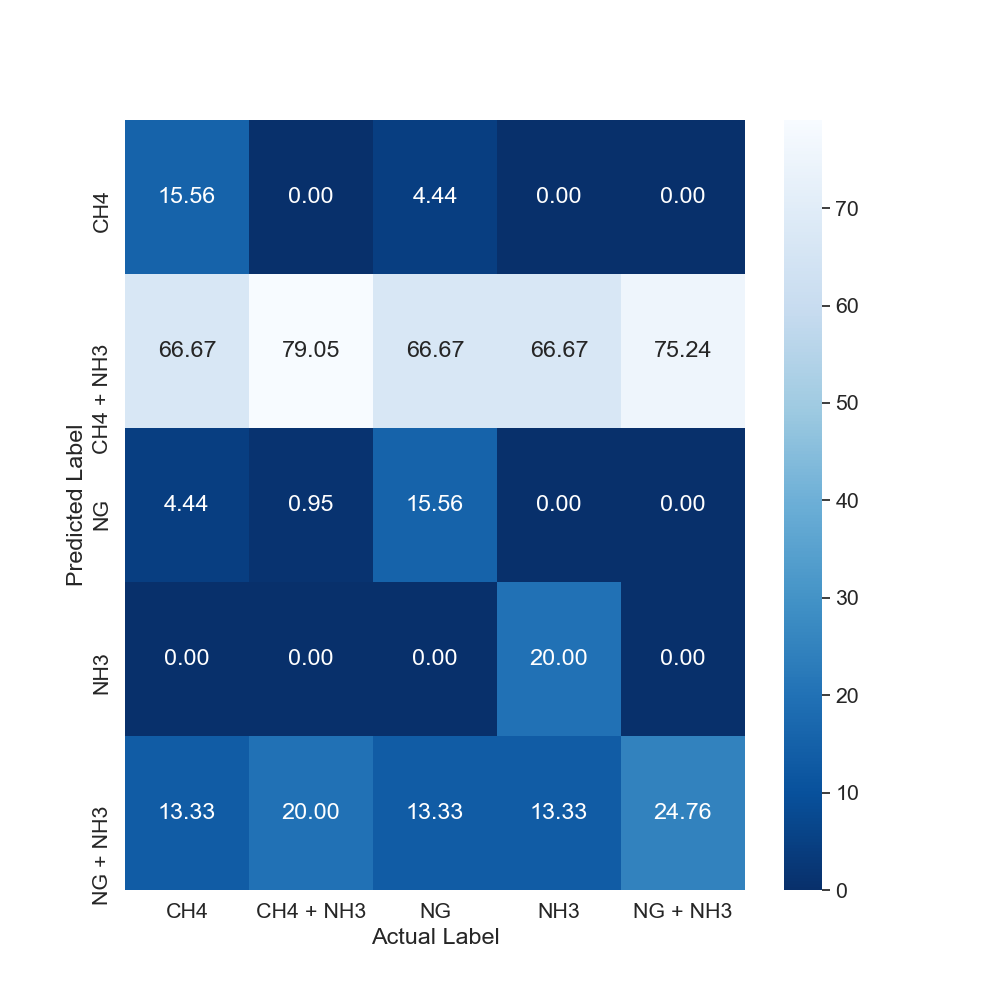 CH4 15.56 0.00 4.44 0.00 0.00
CH4 + NH3 66.67 79.05 66.67 66.67 75.24
NG 4.44 0.95 15.56 0.00 0.00
NH3 0.00 0.00 0.00 20.00 0.00
NG + NH3 13.33 20.00 13.33 13.33 24.76
Predicted Label
CH4 CH4 + NH3 NG NH3 NG + NH3
Actual Label
70
60
50
40
30
20
10
0